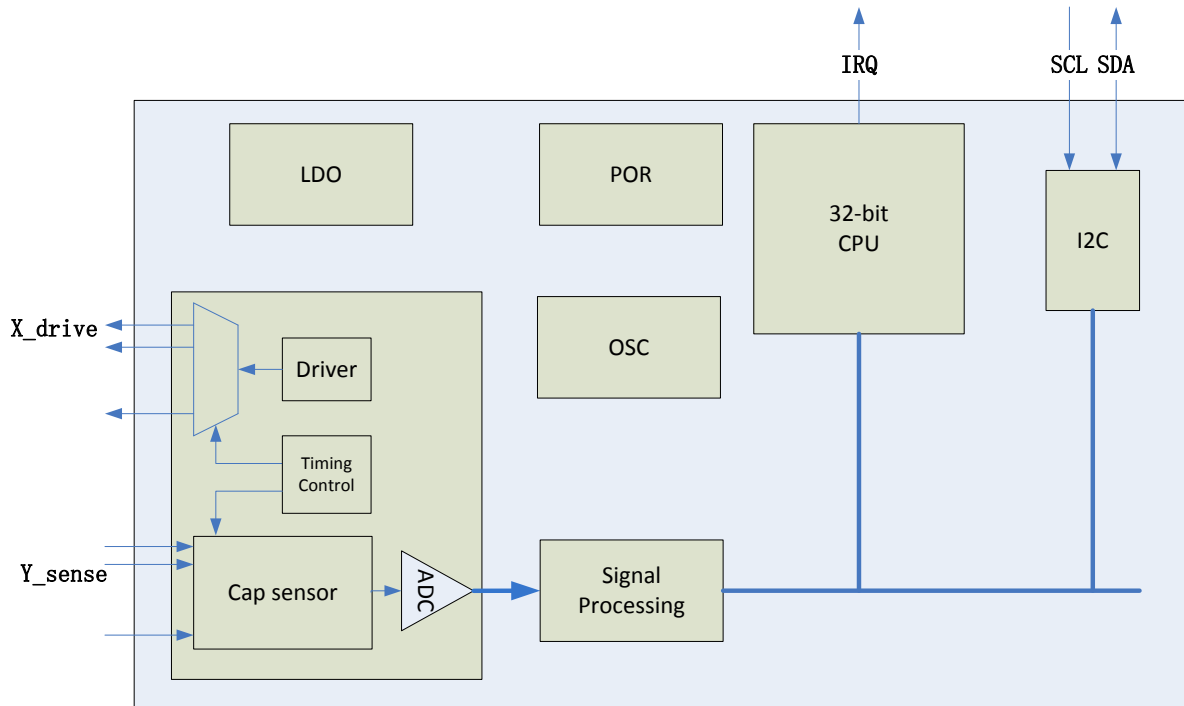 IRQ
SCL SDA
LDO
POR
32-bit
CPU
I2C
X_drive
Driver
OSC
Timing
Control
Y_sense
Cap sensor
ADC
Signal
Processing